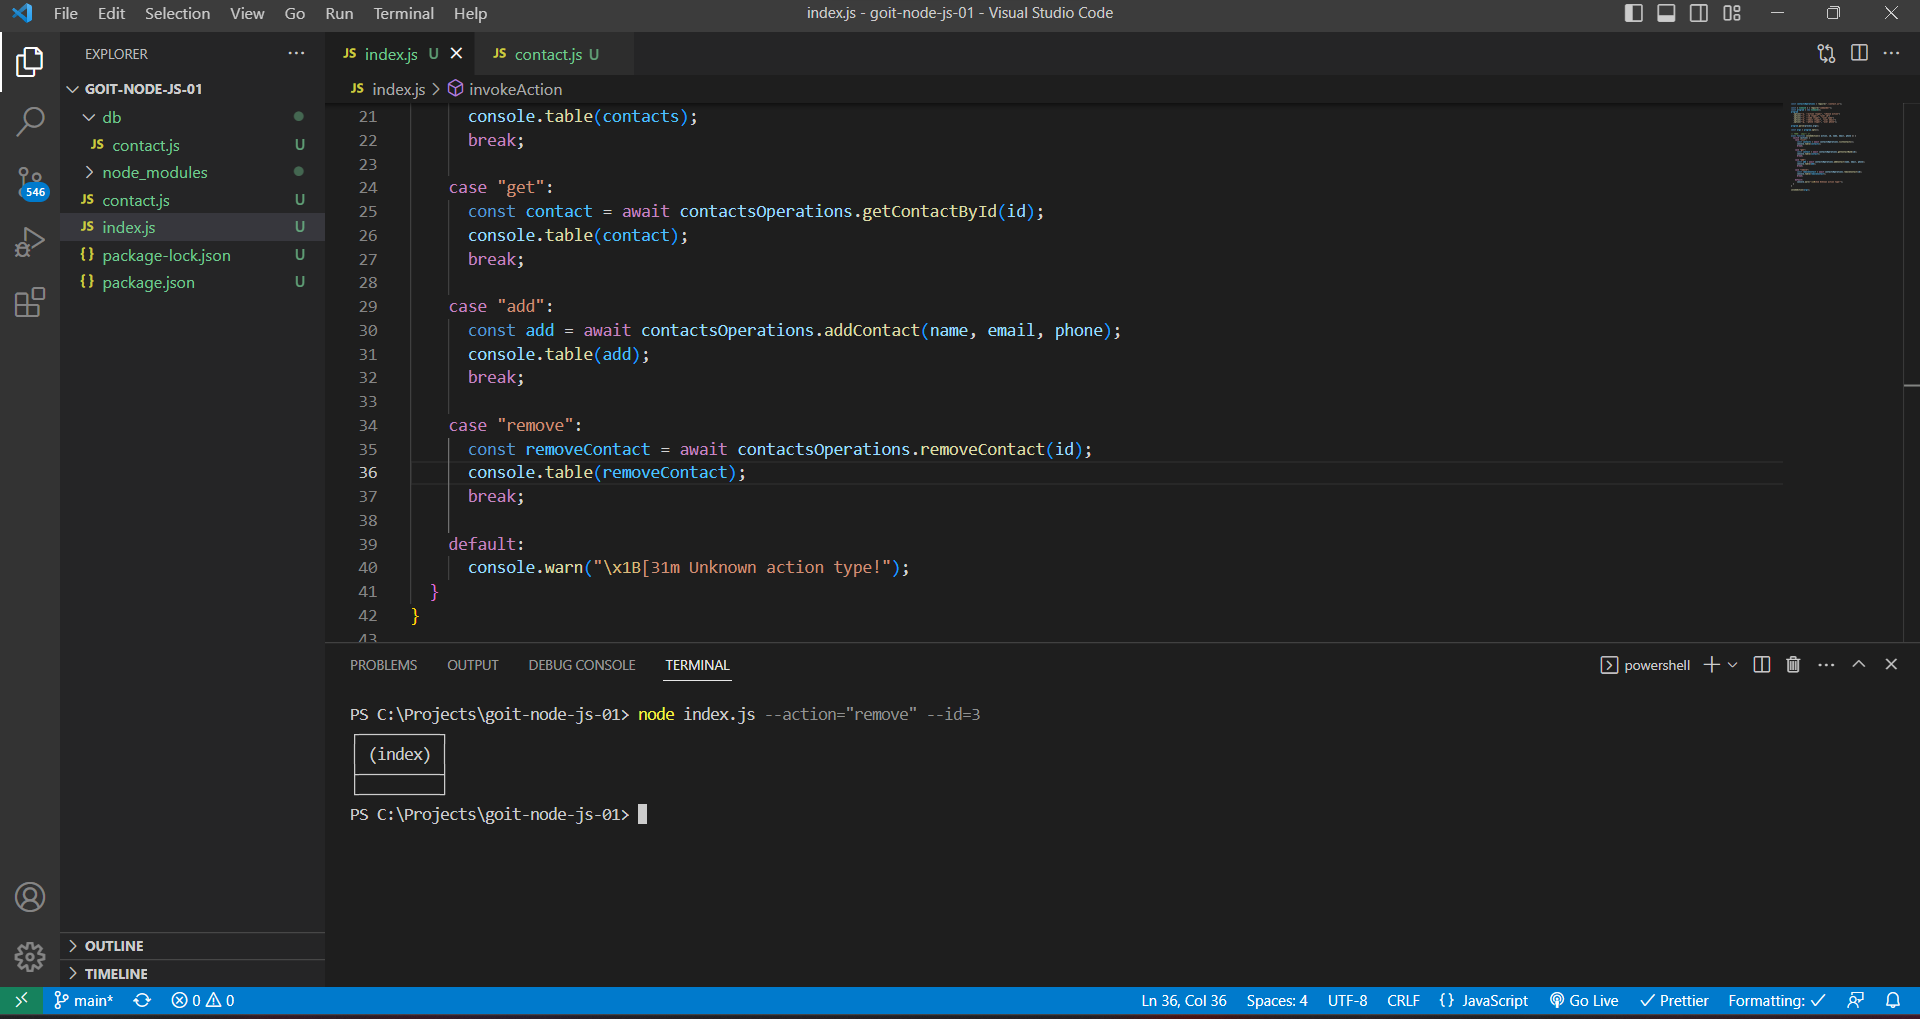 File Edit Selection View Go Run Terminal Help
index.js - goit-node-js-01 - Visual Studio Code
EXPLORER
GOIT-NODE-JS-01
db
JS contact.js U
node_modules
JS contact.js U
JS index.js U
{} package-lock.json U
{} package.json U
546
OUTLINE
TIMELINE
JS index.js U
JS contact.js U
JS index.js > invokeAction
21 console.table(contacts);
22 break;
23
24 case "get":
25 const contact = await contactsOperations.getContactById(id);
26 console.table(contact);
27 break;
28
29 case "add":
30 const add = await contactsOperations.addContact(name, email, phone);
31 console.table(add);
32 break;
33
34 case "remove":
35 const removeContact = await contactsOperations.removeContact(id);
36 console.table(removeContact);
37 break;
38
39 default:
40 console.warn("\x1B[31m Unknown action type!");
41 }
42 }
43
PROBLEMS OUTPUT DEBUG CONSOLE TERMINAL
powershell
PS C:\Projects\goit-node-js-01> node index.js --action="remove" --id=3
(index)
PS C:\Projects\goit-node-js-01>
main* 0 0
Ln 36, Col 36 Spaces: 4 UTF-8 CRLF {} JavaScript Go Live Prettier Formatting: